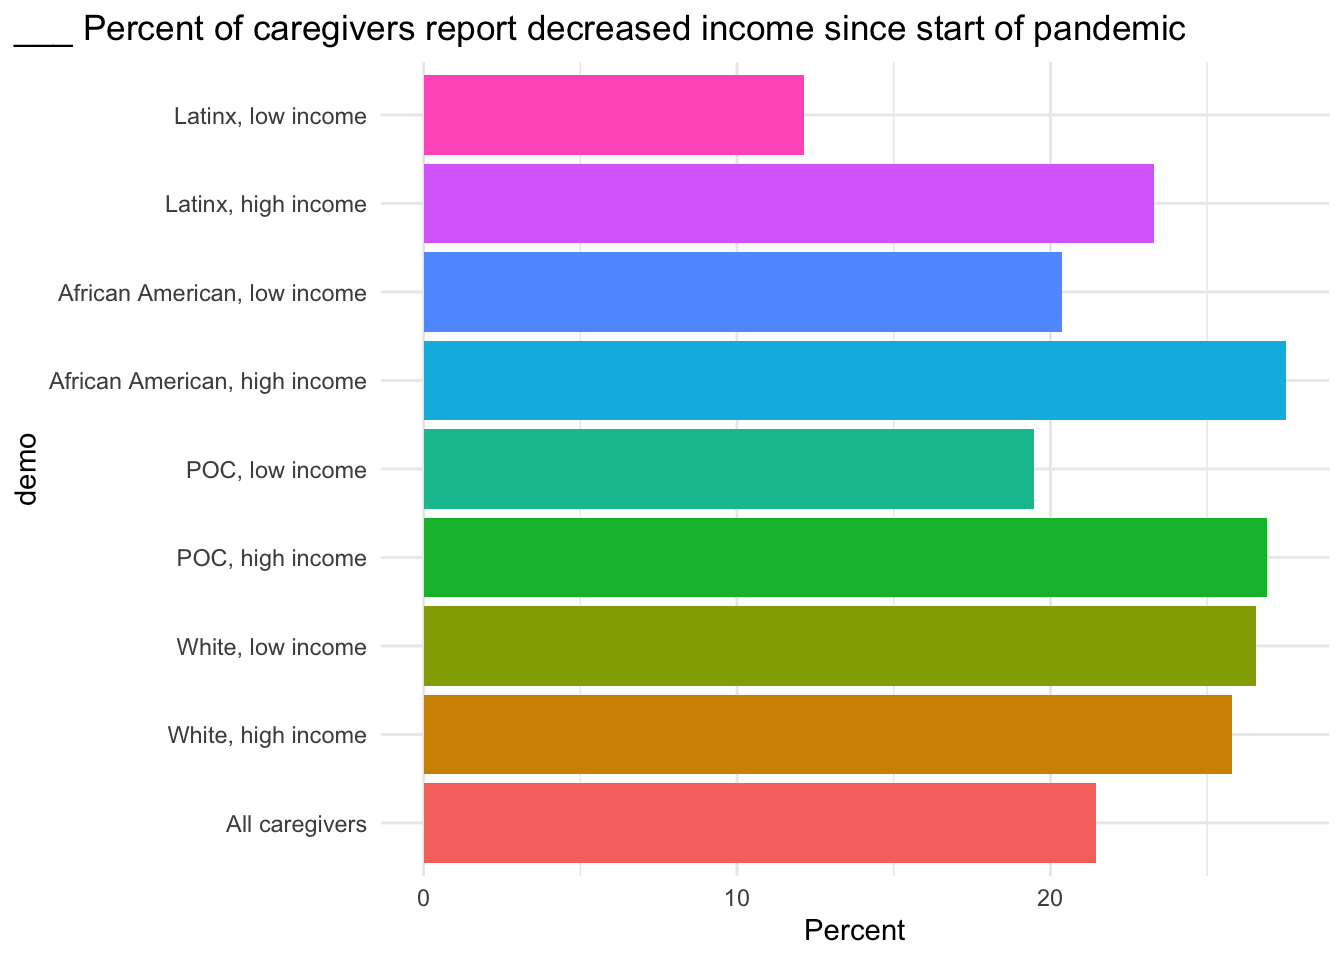 ___ Percent of caregivers report decreased income since start of pandemic
Latinx, low income
Latinx, high income
African American, low income
African American, high income
POC, low income
POC, high income
White, low income
White, high income
All caregivers
demo
0 10 20
Percent